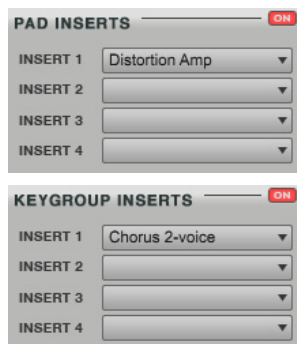 PAD INSERTS ON
INSERT 1 Distortion Amp
INSERT 2
INSERT 3
INSERT 4
KEYGROUP INSERTS ON
INSERT 1 Chorus 2-voice
INSERT 2
INSERT 3
INSERT 4